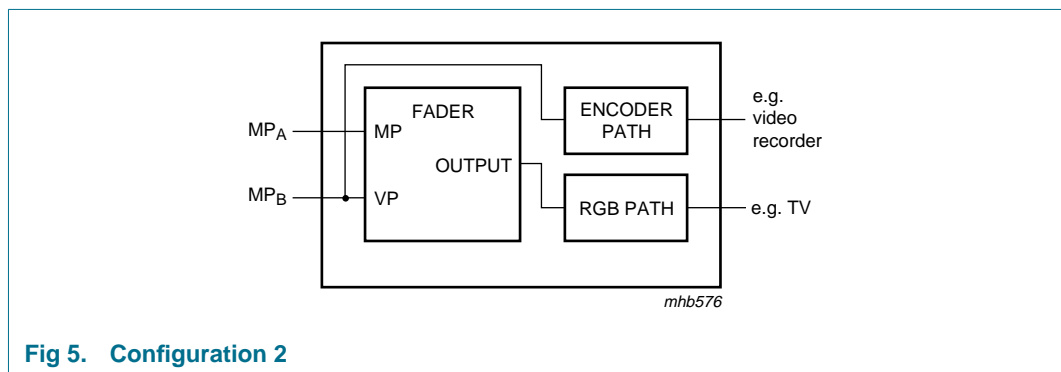 FADER
MPA
MP
OUTPUT
MPB
VP
ENCODER
PATH
e.g.
video
recorder
RGB PATH
e.g. TV
mhb576
Fig 5. Configuration 2